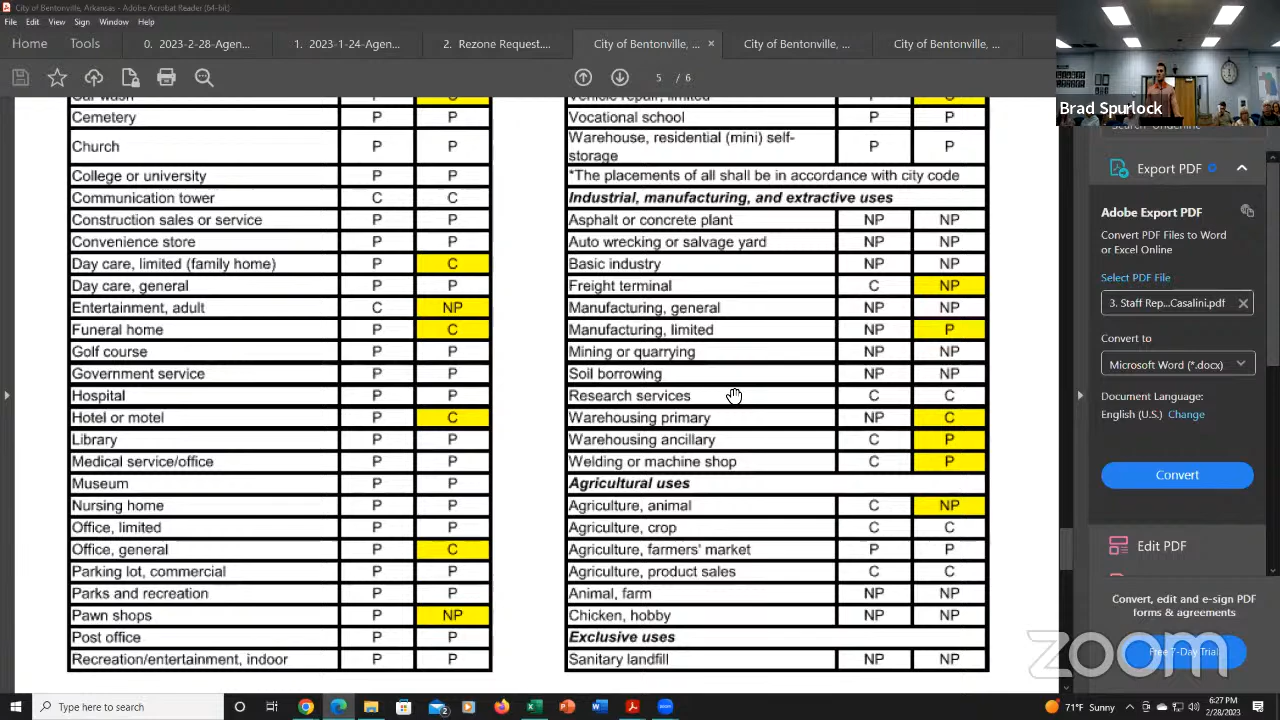 City of Bentonville, Arkansas - Adobe Acrobat Reader (64-bit)
File Edit View Sign Window Help
Home Tools 0. 2023-2-28-Agen... 1. 2023-1-24-Agen... 2. Rezone Request.... City of Bentonville, ... × City of Bentonville, ... City of Bentonville, ...
5 / 6
Car wash P C
Cemetery P P
Church P P
College or university P P
Communication tower C C
Construction sales or service P P
Convenience store P P
Day care, limited (family home) P C
Day care, general P P
Entertainment, adult C NP
Funeral home P C
Golf course P P
Government service P P
Hospital P P
Hotel or motel P C
Library P P
Medical service/office P P
Museum P P
Nursing home P P
Office, limited P P
Office, general P C
Parking lot, commercial P P
Parks and recreation P P
Pawn shops P NP
Post office P P
Recreation/entertainment, indoor P P
Vehicle repair, limited P C
Vocational school P P
Warehouse, residential (mini) self-
storage P P
*The placements of all shall be in accordance with city code
Industrial, manufacturing, and extractive uses
Asphalt or concrete plant NP NP
Auto wrecking or salvage yard NP NP
Basic industry NP NP
Freight terminal C NP
Manufacturing, general NP NP
Manufacturing, limited NP P
Mining or quarrying NP NP
Soil borrowing NP NP
Research services C C
Warehousing primary NP C
Warehousing ancillary C P
Welding or machine shop C P
Agricultural uses
Agriculture, animal C NP
Agriculture, crop C C
Agriculture, farmers' market P P
Agriculture, product sales C C
Animal, farm NP NP
Chicken, hobby NP NP
Exclusive uses
Sanitary landfill NP NP
Brad Spurlock
Search 'Underline'
Export PDF
Adobe Export PDF
Convert PDF Files to Word
or Excel Online
Select PDF File
3. Staff Rep...Casalini.pdf
Convert to
Microsoft Word (*.docx)
Document Language:
English (U.S.) Change
Convert
Edit PDF
Convert, edit and e-sign PDF
forms & agreements
Free 7-Day Trial
zoom
Type here to search
2
71°F Sunny
6:27 PM
2/28/2023